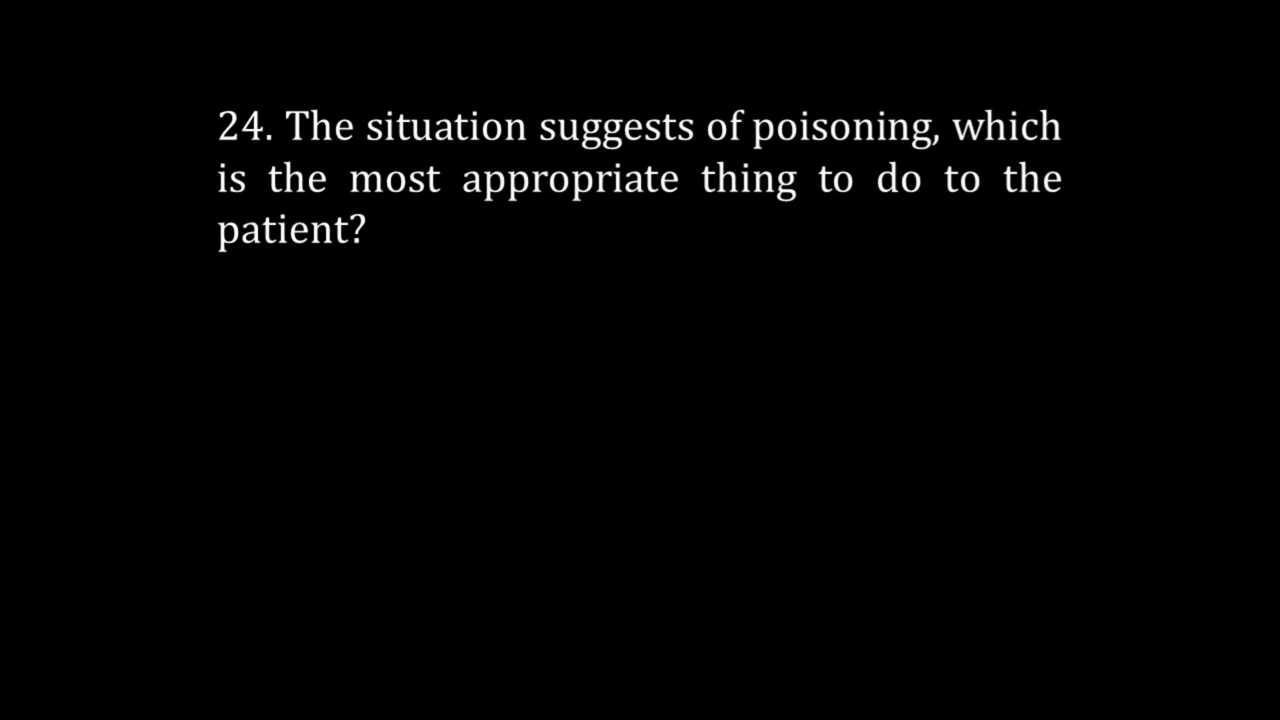 24. The situation suggests of poisoning, which
is the most appropriate thing to do to the
patient?